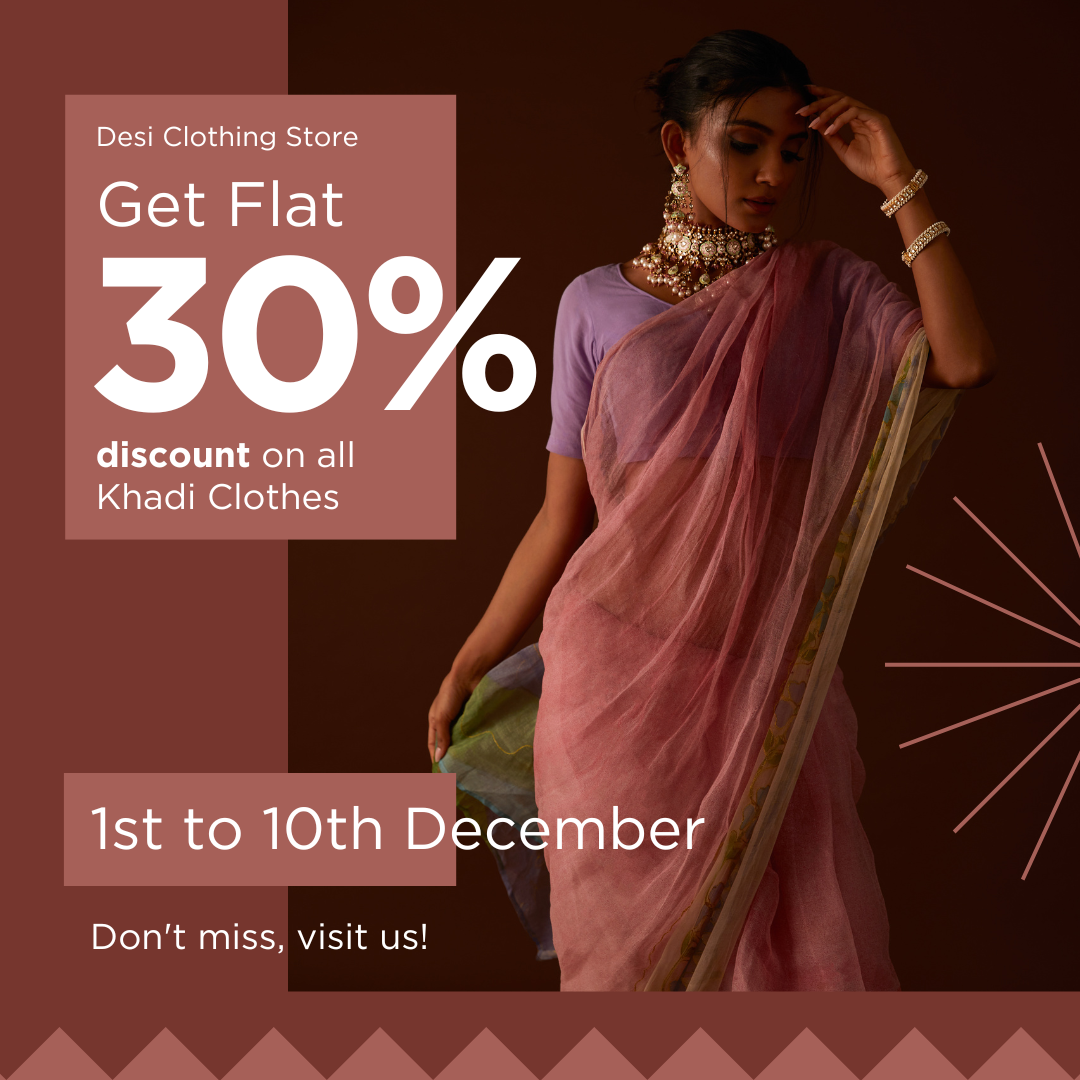 Desi Clothing Store
Get Flat
30%
discount on all
Khadi Clothes
1st to 10th December
Don't miss, visit us!